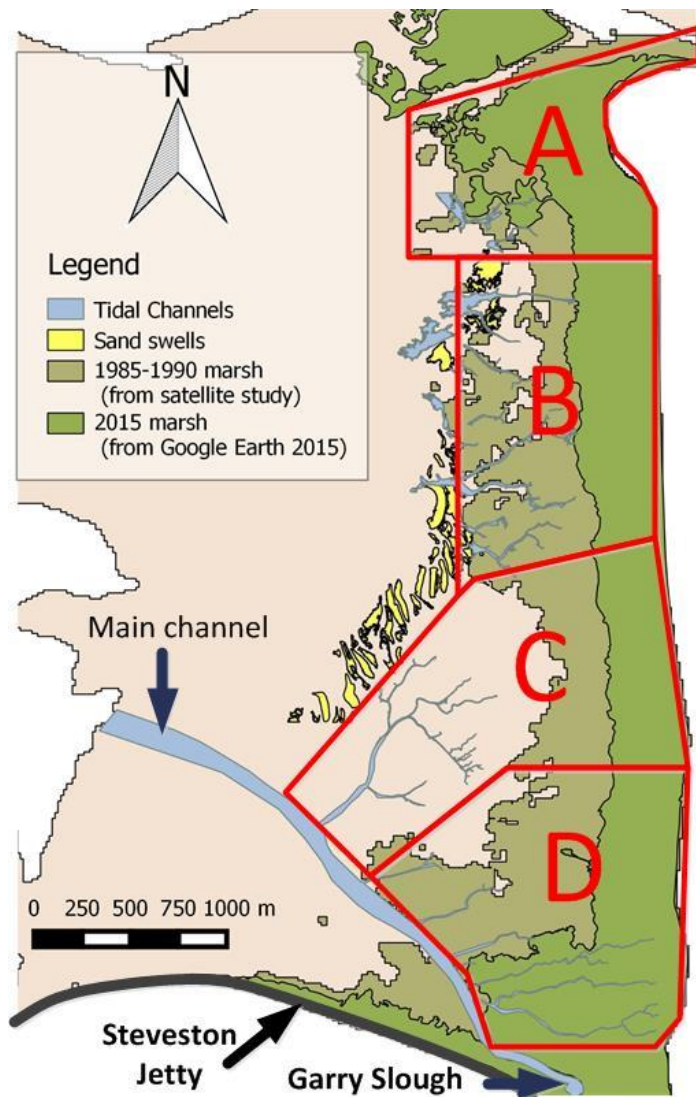 N
Legend
Tidal Channels
Sand swells
1985-1990 marsh
(from satellite study)
2015 marsh
(from Google Earth 2015)
A
B
C
D
Main channel
0 250 500 750 1000 m
Steveston
Jetty
Garry Slough